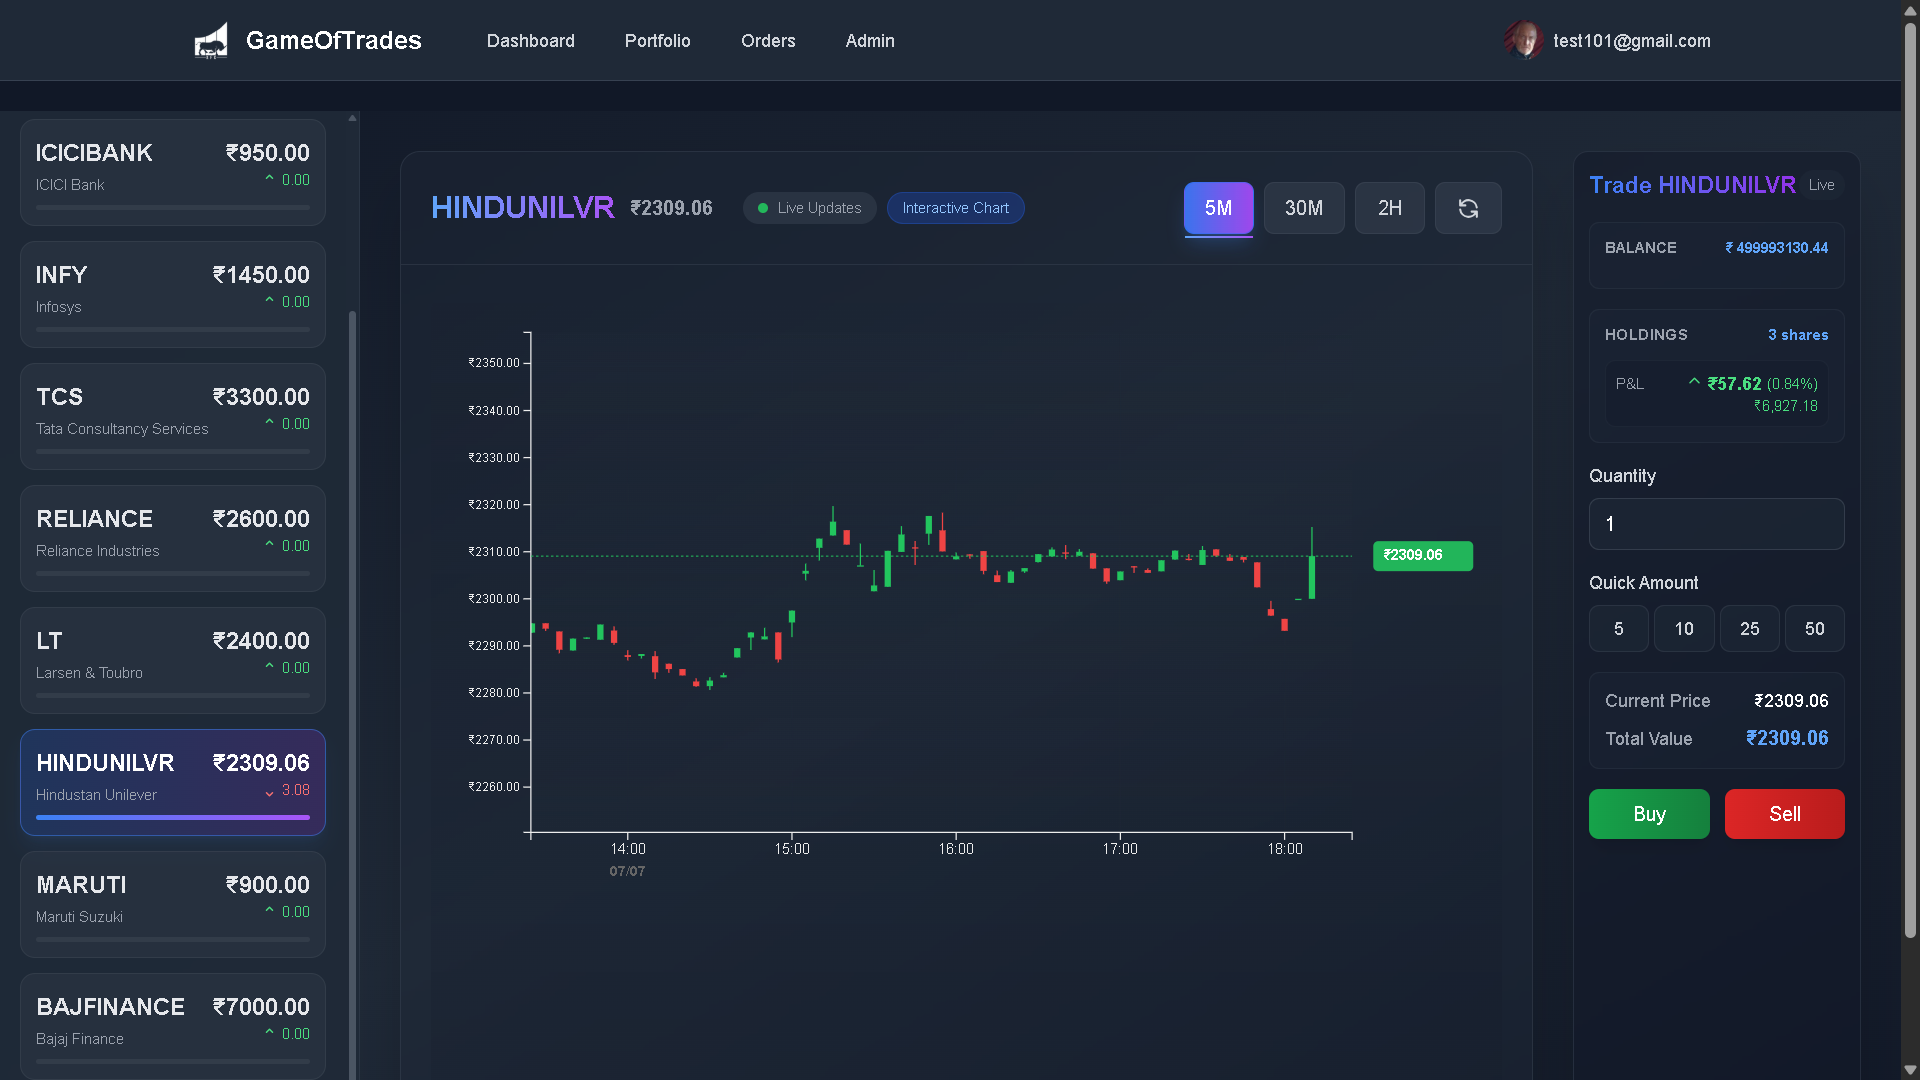 GameOfTrades
Dashboard
Portfolio
Orders
Admin
test101@gmail.com
ICICIBANK ₹950.00
ICICI Bank 0.00
INFY ₹1450.00
Infosys 0.00
TCS ₹3300.00
Tata Consultancy Services 0.00
RELIANCE ₹2600.00
Reliance Industries 0.00
LT ₹2400.00
Larsen & Toubro 0.00
HINDUNILVR ₹2309.06
Hindustan Unilever 3.08
MARUTI ₹900.00
Maruti Suzuki 0.00
BAJFINANCE ₹7000.00
Bajaj Finance 0.00
HINDUNILVR ₹2309.06 Live Updates Interactive Chart 5M 30M 2H
₹2350.00
₹2340.00
₹2330.00
₹2320.00
₹2310.00
₹2300.00
₹2290.00
₹2280.00
₹2270.00
₹2260.00
₹2309.06
14:00 15:00 16:00 17:00 18:00
07/07
Trade HINDUNILVR Live
BALANCE ₹ 499993130.44
HOLDINGS 3 shares
P&L ₹57.62 (0.84%)
₹6,927.18
Quantity
1
Quick Amount
5 10 25 50
Current Price ₹2309.06
Total Value ₹2309.06
Buy Sell